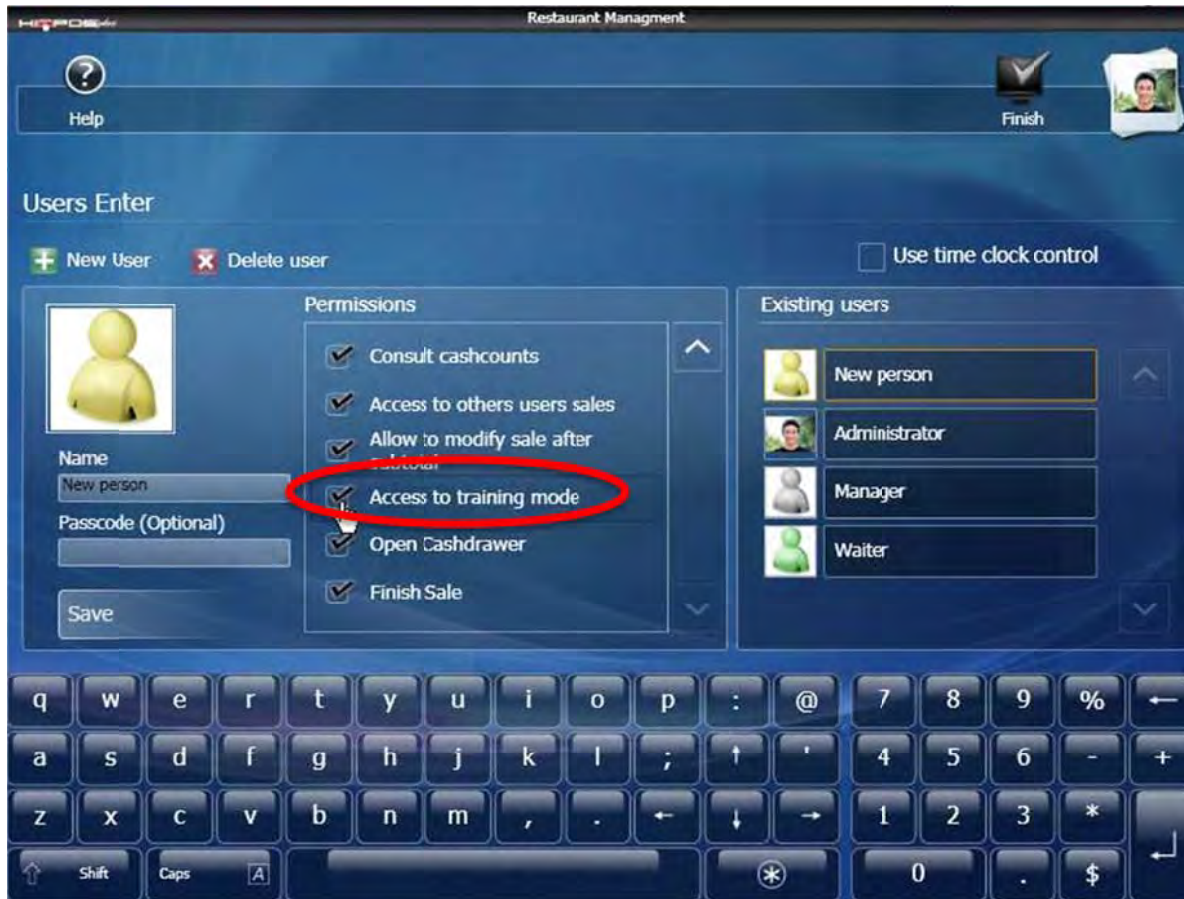 HIOPOS plus
Restaurant Managment
? Help
Finish
Users Enter
New User
Delete user
Use time clock control
Permissions
Consult cashcounts
Access to others users sales
Allow to modify sale after
subtotal
Access to training mode
Open Cashdrawer
Finish Sale
Name
New person
Passcode (Optional)
Save
Existing users
New person
Administrator
Manager
Waiter
q w e r t y u i o p : @ 7 8 9 % ←
a s d f g h j k l ; ↑ ' 4 5 6 - +
z x c v b n m , . ← ↓ → 1 2 3 *
⇧ Shift Caps A ⊛ 0 . $ ↵